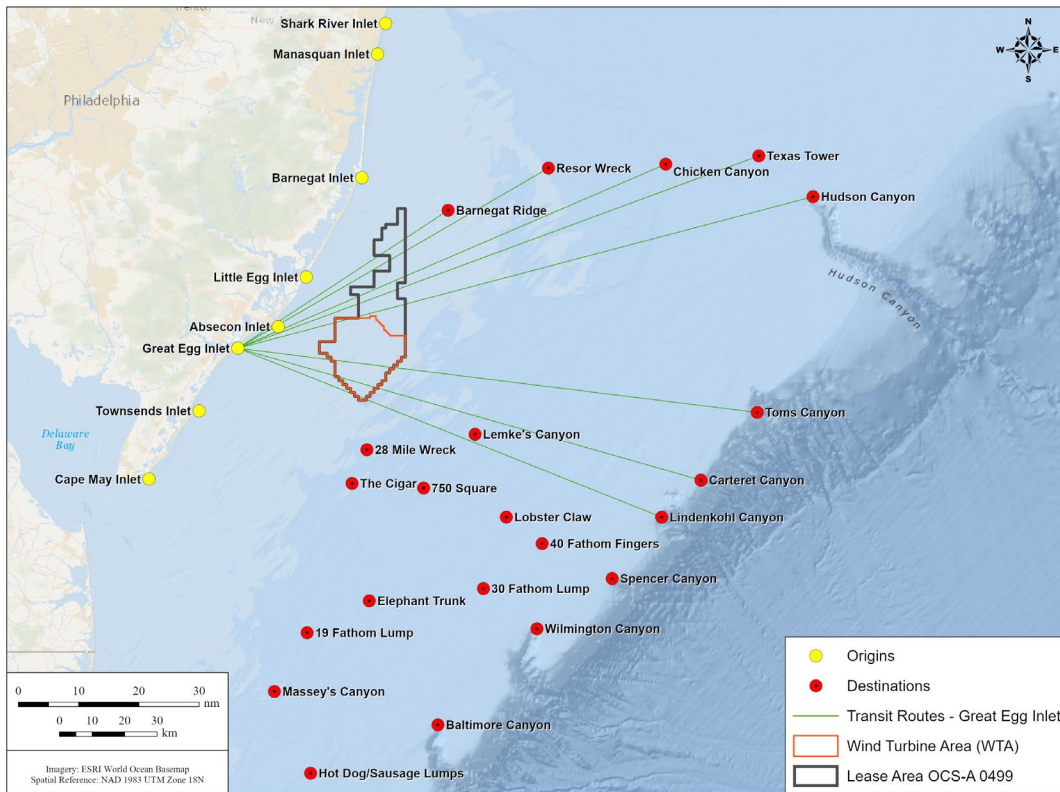 Trenton
New Je
Shark River Inlet
Manasquan Inlet
N
W E
S
Philadelphia
Texas Tower
Resor Wreck
Chicken Canyon
Barnegat Inlet
Hudson Canyon
Barnegat Ridge
Little Egg Inlet
Hudson Canyon
Absecon Inlet
Great Egg Inlet
Townsends Inlet
Toms Canyon
Delaware
Bay
Lemke's Canyon
28 Mile Wreck
Cape May Inlet
The Cigar
750 Square
Carteret Canyon
Lobster Claw
Lindenkohl Canyon
40 Fathom Fingers
Spencer Canyon
30 Fathom Lump
Elephant Trunk
19 Fathom Lump
Wilmington Canyon
Massey's Canyon
Baltimore Canyon
Hot Dog/Sausage Lumps
0 10 20 30
nm
0 10 20 30
km
Imagery: ESRI World Ocean Basemap
Spatial Reference: NAD 1983 UTM Zone 18N
Origins
Destinations
Transit Routes - Great Egg Inlet
Wind Turbine Area (WTA)
Lease Area OCS-A 0499